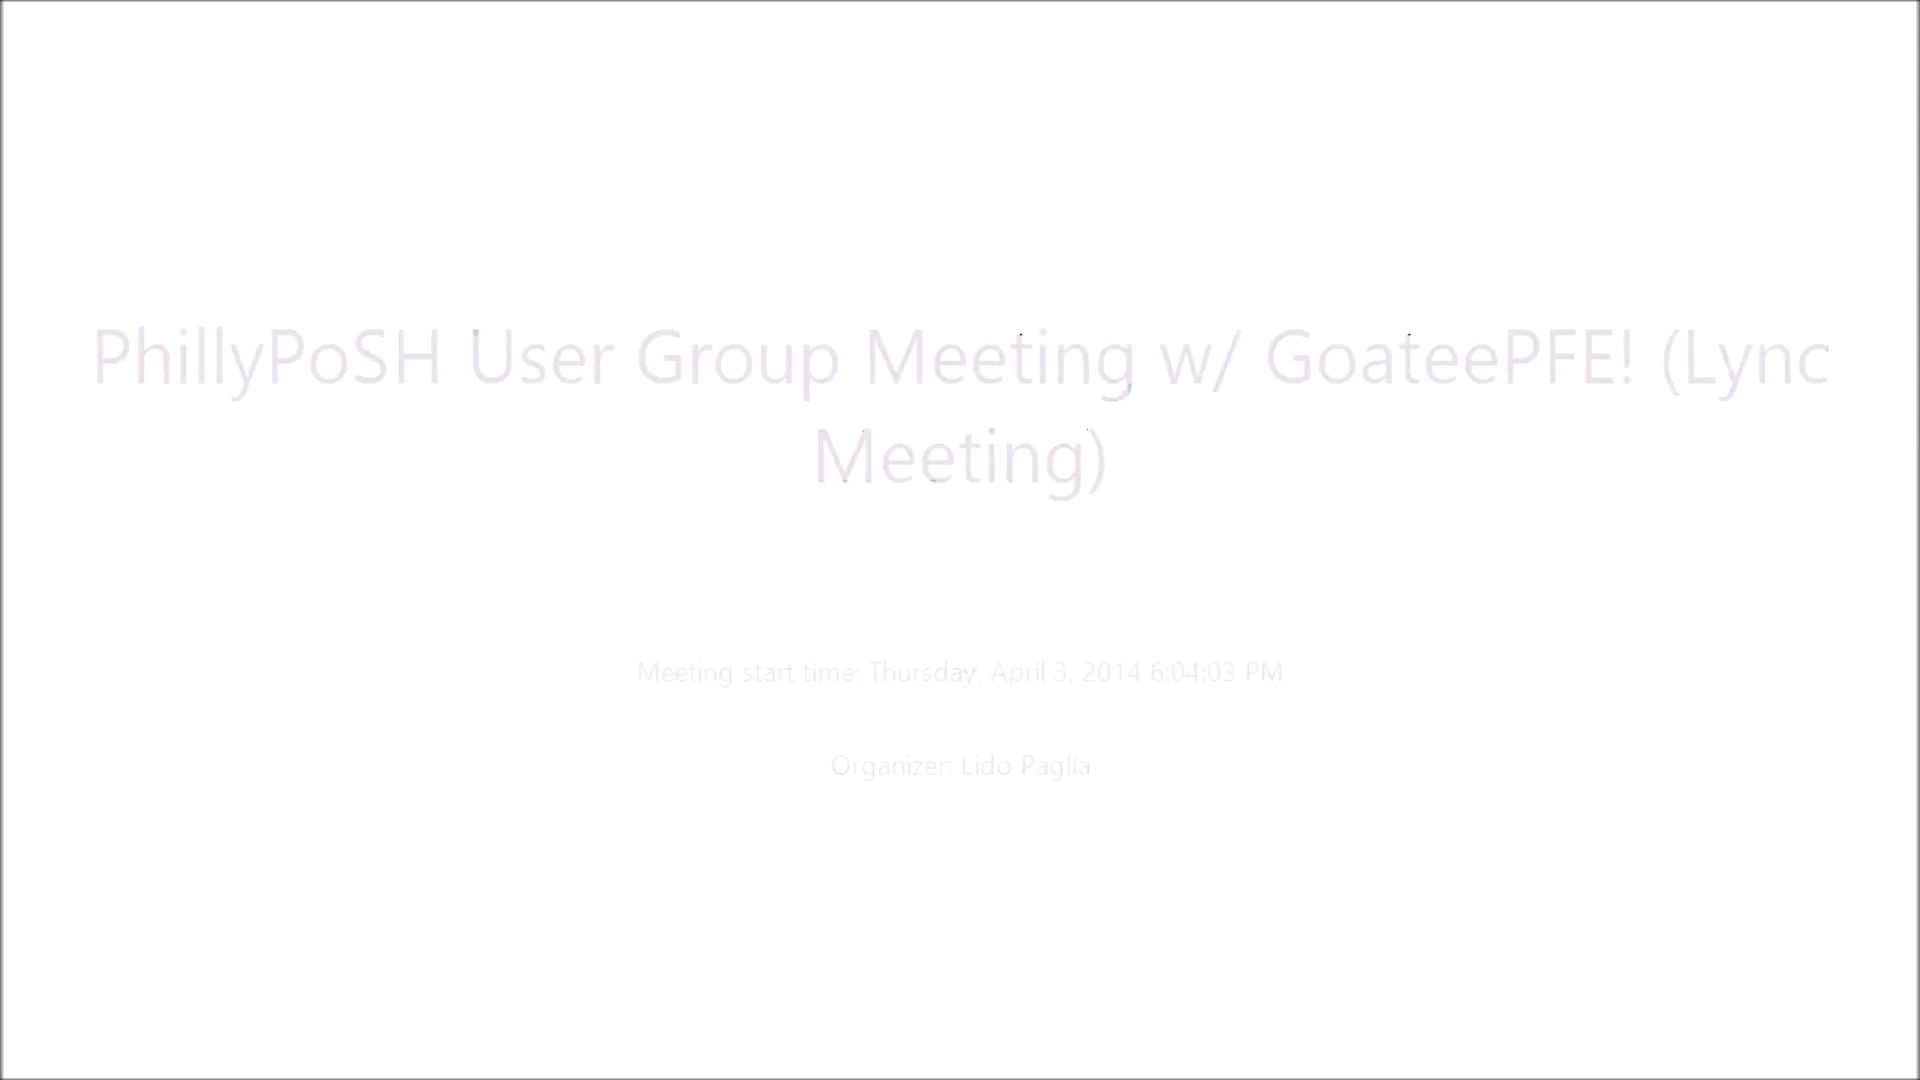 PhillyPoSH User Group Meeting w/ GoateePFE! (Lync
Meeting)
Meeting start time: Thursday, April 3, 2014 6:04:03 PM
Organizer: Lido Paglia